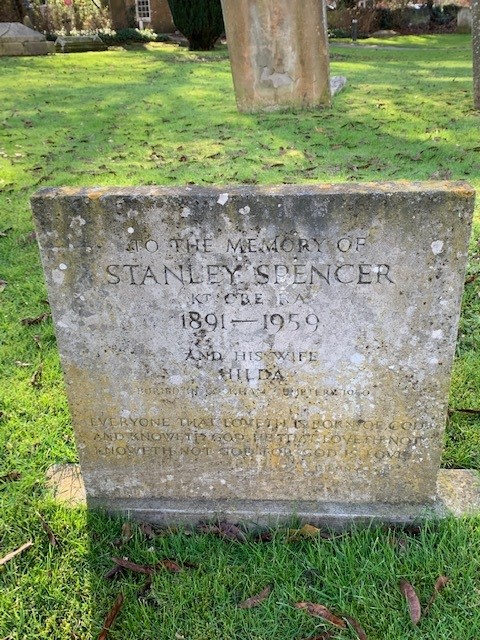 TO THE MEMORY OF
STANLEY SPENCER
KT CBE RA
1891—1959
AND HIS WIFE
HILDA
EVERYONE THAT LOVETH IS BORN OF GOD
AND KNOWETH GOD HE THAT LOVETH NOT
KNOWETH NOT GOD FOR GOD IS LOVE